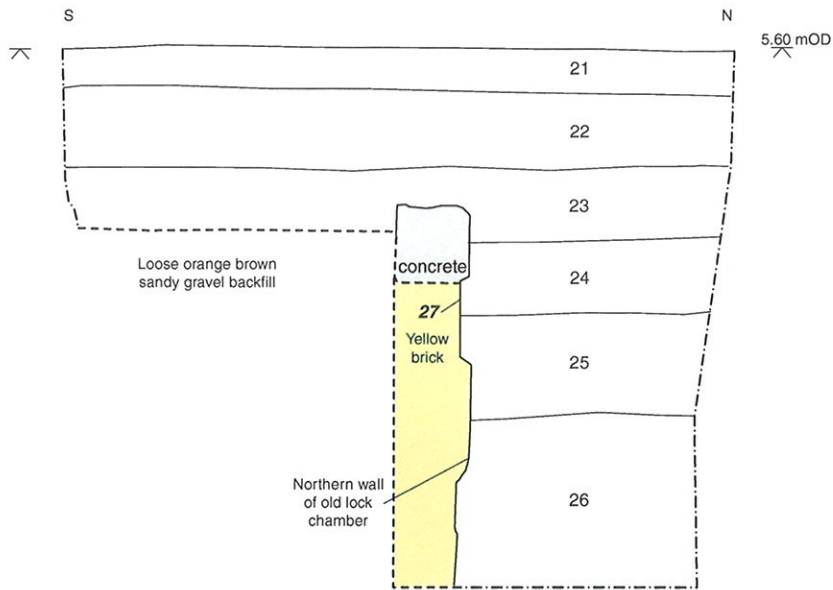 S
N
5.60 mOD
21
22
23
24
25
26
concrete
27
Yellow
brick
Loose orange brown
sandy gravel backfill
Northern wall
of old lock
chamber